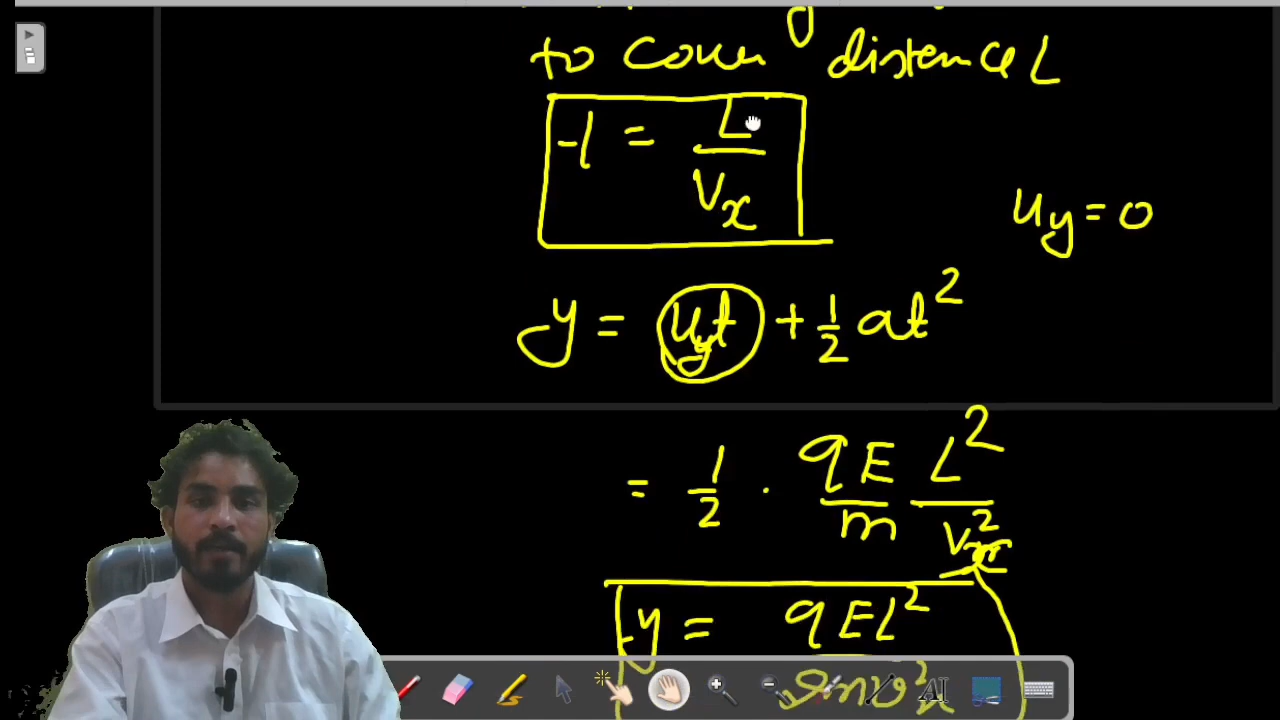 to cover distance L
t = L/Vx
uy = 0
y = uyt + 1/2 at²
= 1/2 · qE/m L²/Vx²
y = qEL²